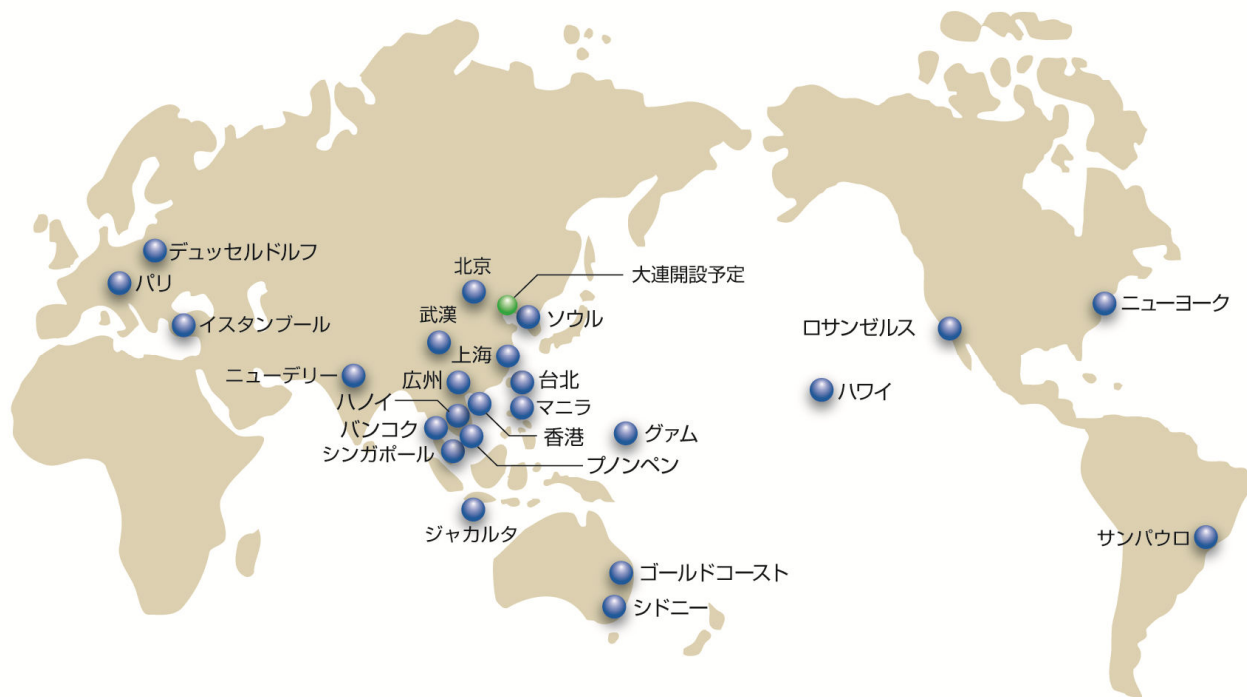 デュッセルドルフ
パリ
イスタンブール
ニューデリー
北京
大連開設予定
ソウル
武漢
上海
広州
台北
ハノイ
マニラ
バンコク
香港
シンガポール
プノンペン
グァム
ジャカルタ
ゴールドコースト
シドニー
ロサンゼルス
ニューヨーク
ハワイ
サンパウロ